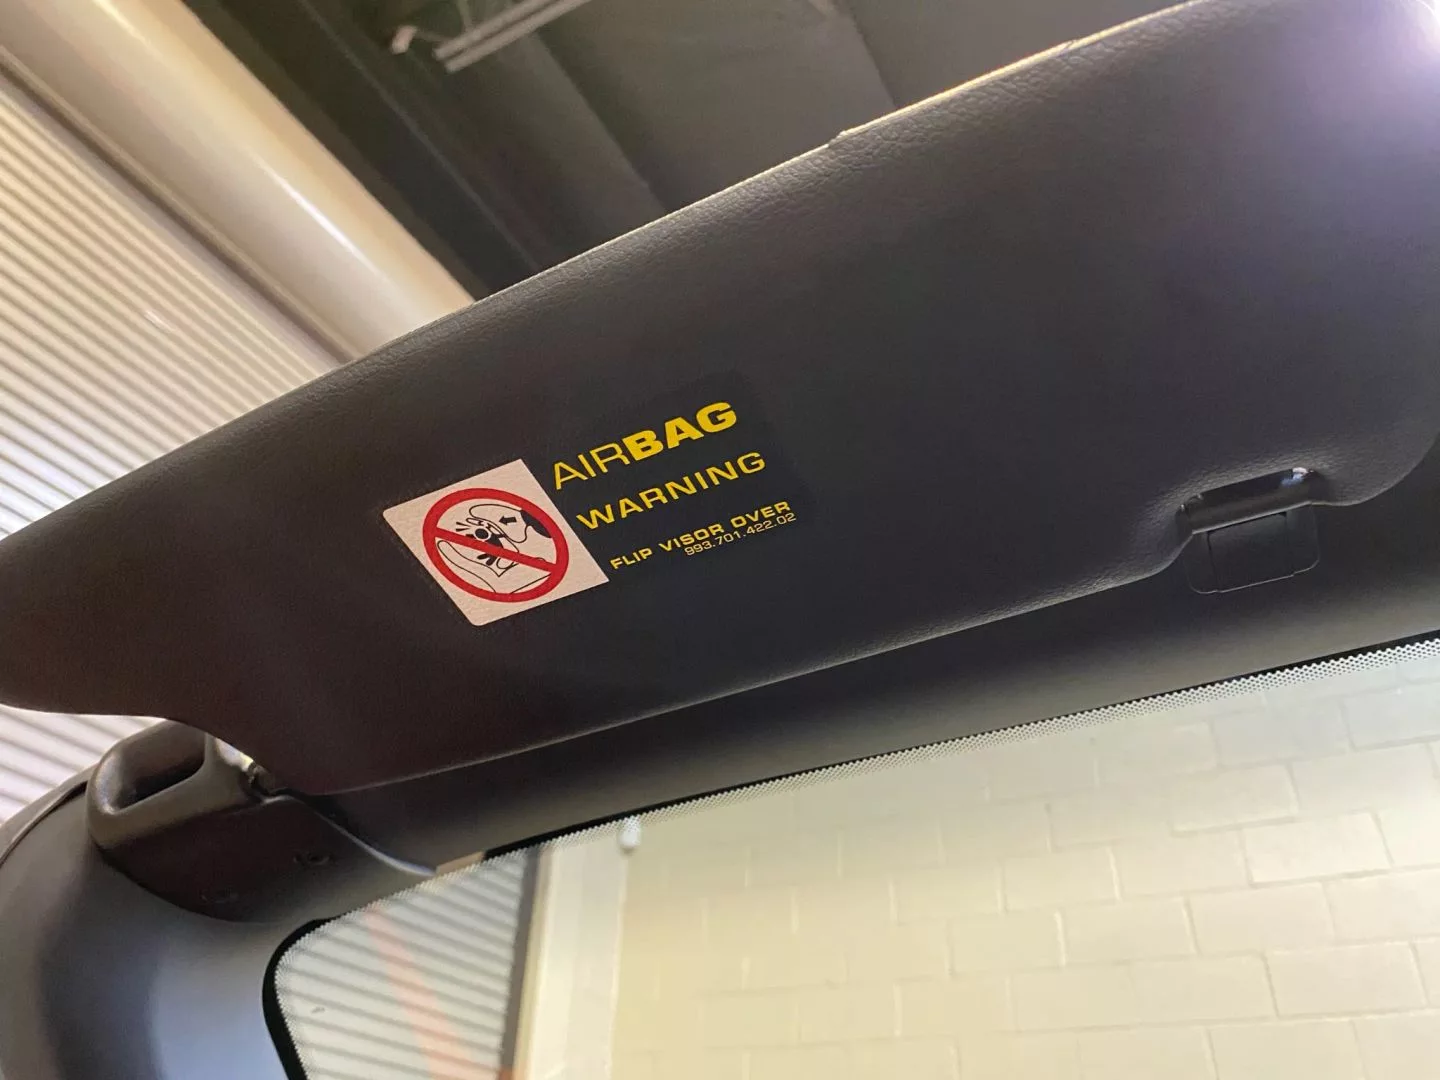 AIRBAG
WARNING
FLIP VISOR OVER
993.701.422.02